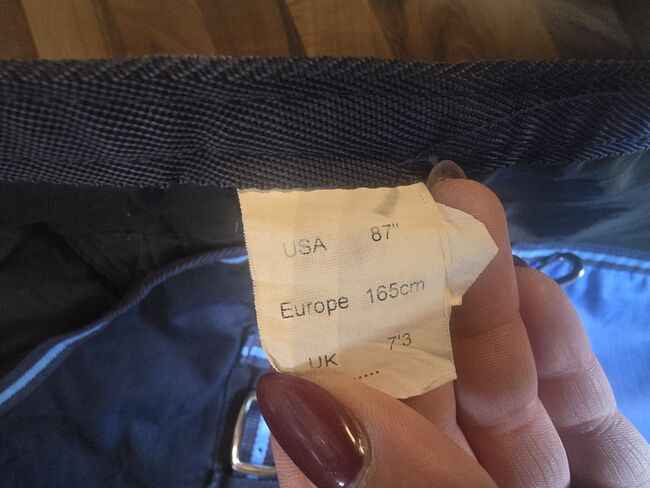 USA 87"
Europe 165cm
UK 7'3
......